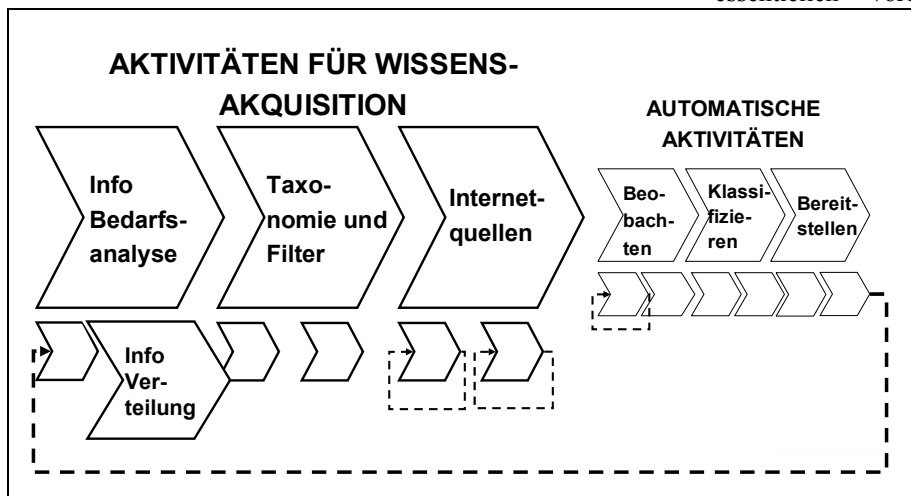 AKTIVITÄTEN FÜR WISSENS-
AKQUISITION
AUTOMATISCHE
AKTIVITÄTEN
Info
Bedarfs-
analyse
Taxo-
nomie und
Filter
Internet-
quellen
Beo-
bach-
ten
Klassi-
fizie-
ren
Bereit-
stellen
Info
Ver-
teilung